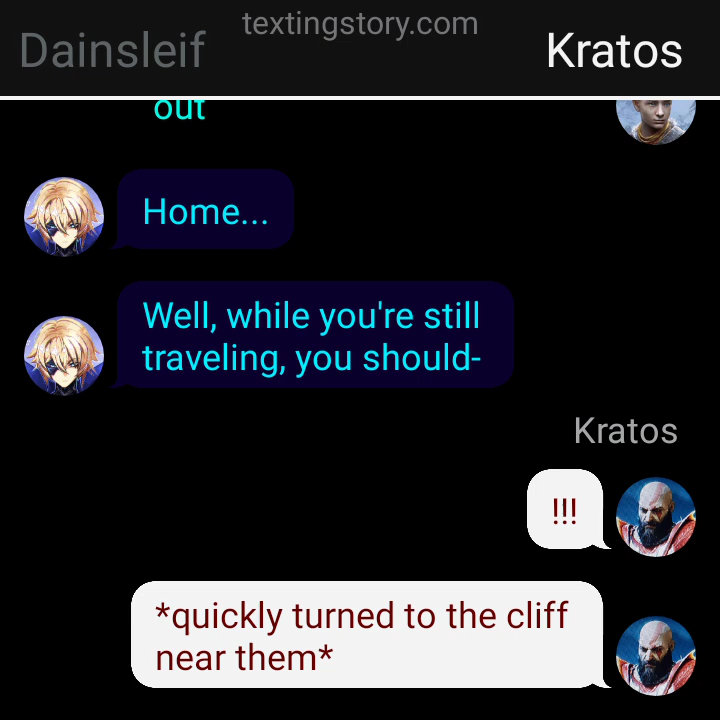 textingstory.com
Dainsleif
Kratos
out
Home...
Well, while you're still
traveling, you should-
Kratos
!!!
*quickly turned to the cliff
near them*